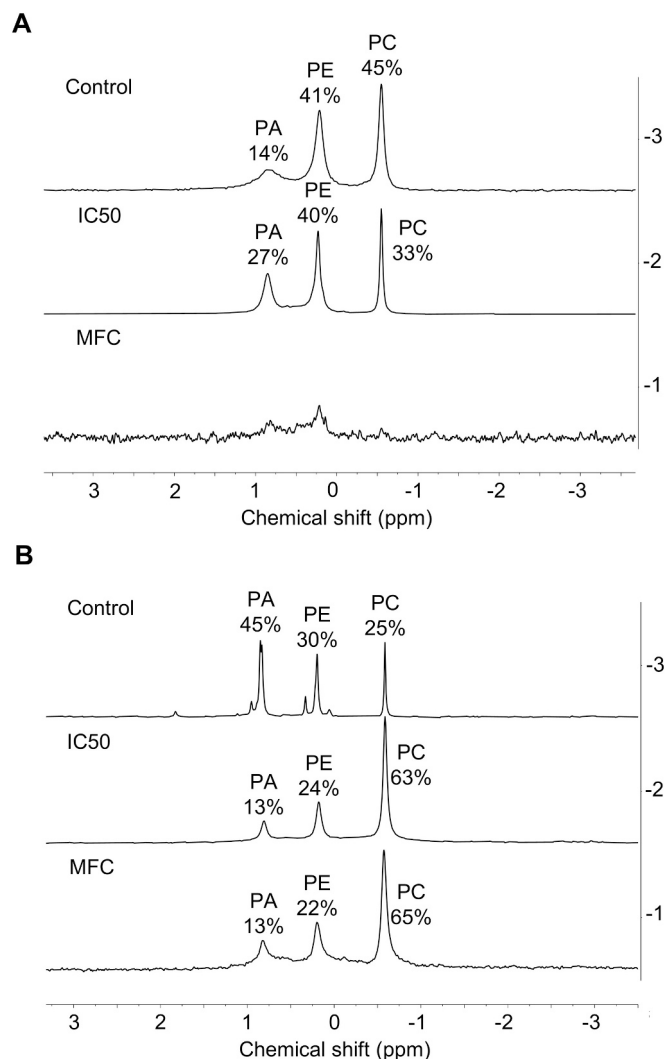 A
Control
PA
14%
PE
41%
PC
45%
-3
IC50
PA
27%
PE
40%
PC
33%
-2
MFC
-1
3 2 1 0 -1 -2 -3
Chemical shift (ppm)
B
Control
PA
45%
PE
30%
PC
25%
-3
IC50
PA
13%
PE
24%
PC
63%
-2
MFC
PA
13%
PE
22%
PC
65%
-1
3 2 1 0 -1 -2 -3
Chemical shift (ppm)